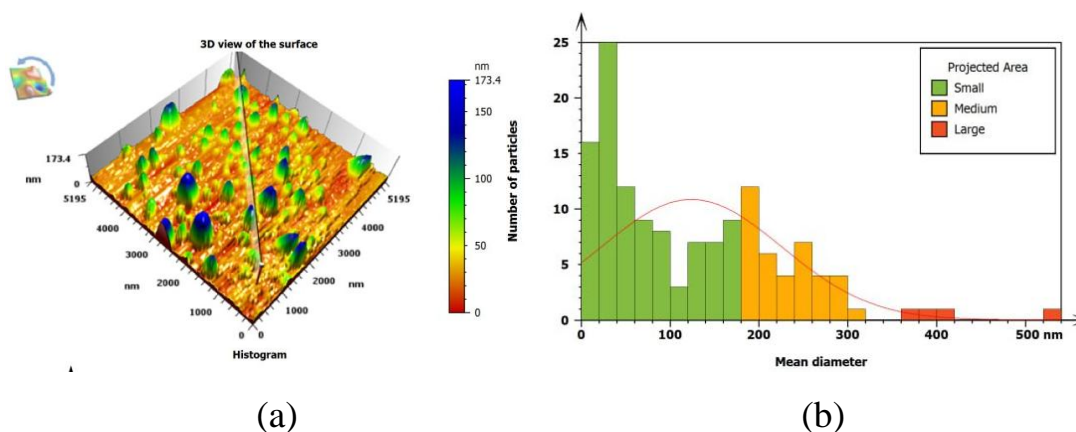 3D view of the surface
nm
173.4
150
100
50
0
173.4
nm
0
5195
4000
3000
nm
2000
1000
0
0
1000
2000
nm
3000
4000
5195
Histogram
Number of particles
25
20
15
10
5
0
0
100
200
300
400
500 nm
Mean diameter
Projected Area
Small
Medium
Large
(a)
(b)